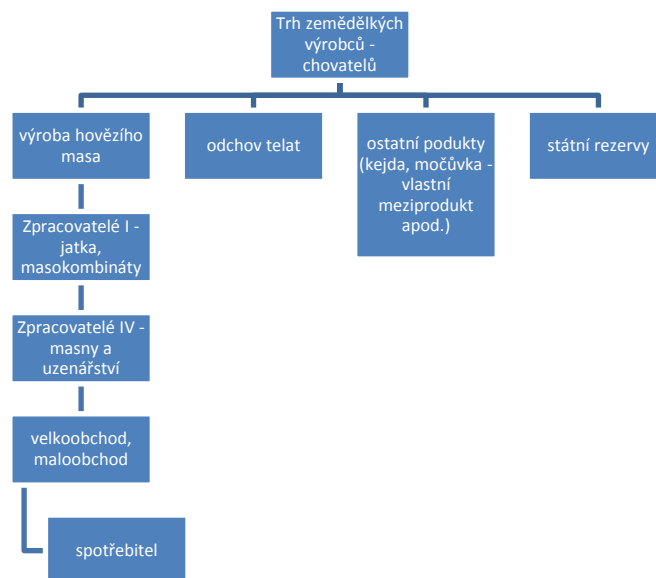 Trh zemědělkých
výrobců -
chovatelů
výroba hovězího
masa
odchov telat
ostatní podukty
(kejda, močůvka -
vlastní
meziprodukt
apod.)
státní rezervy
Zpracovatelé I -
jatka,
masokombináty
Zpracovatelé IV -
masny a
uzenářství
velkoobchod,
maloobchod
spotřebitel